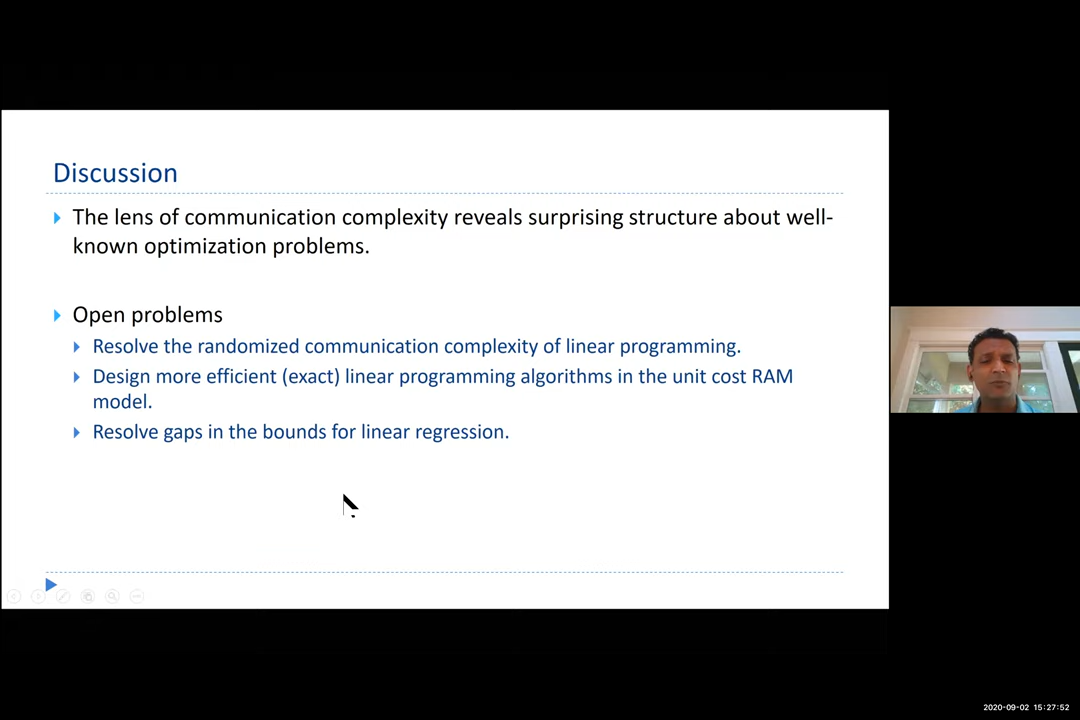 Discussion
The lens of communication complexity reveals surprising structure about well-
known optimization problems.
Open problems
Resolve the randomized communication complexity of linear programming.
Design more efficient (exact) linear programming algorithms in the unit cost RAM
model.
Resolve gaps in the bounds for linear regression.
2020-09-02 15:27:52